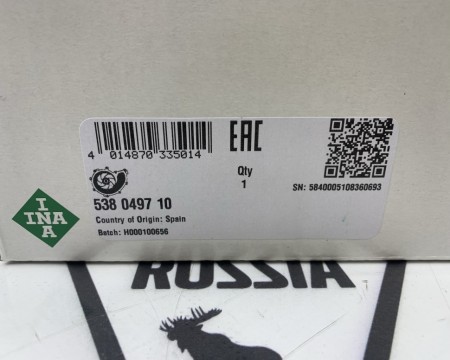 4 014870 335014
EAC
Qty
1
SN: 5840005108360693
538 0497 10
Country of Origin: Spain
Batch: H000100656
I
INA
A
RUSSIA